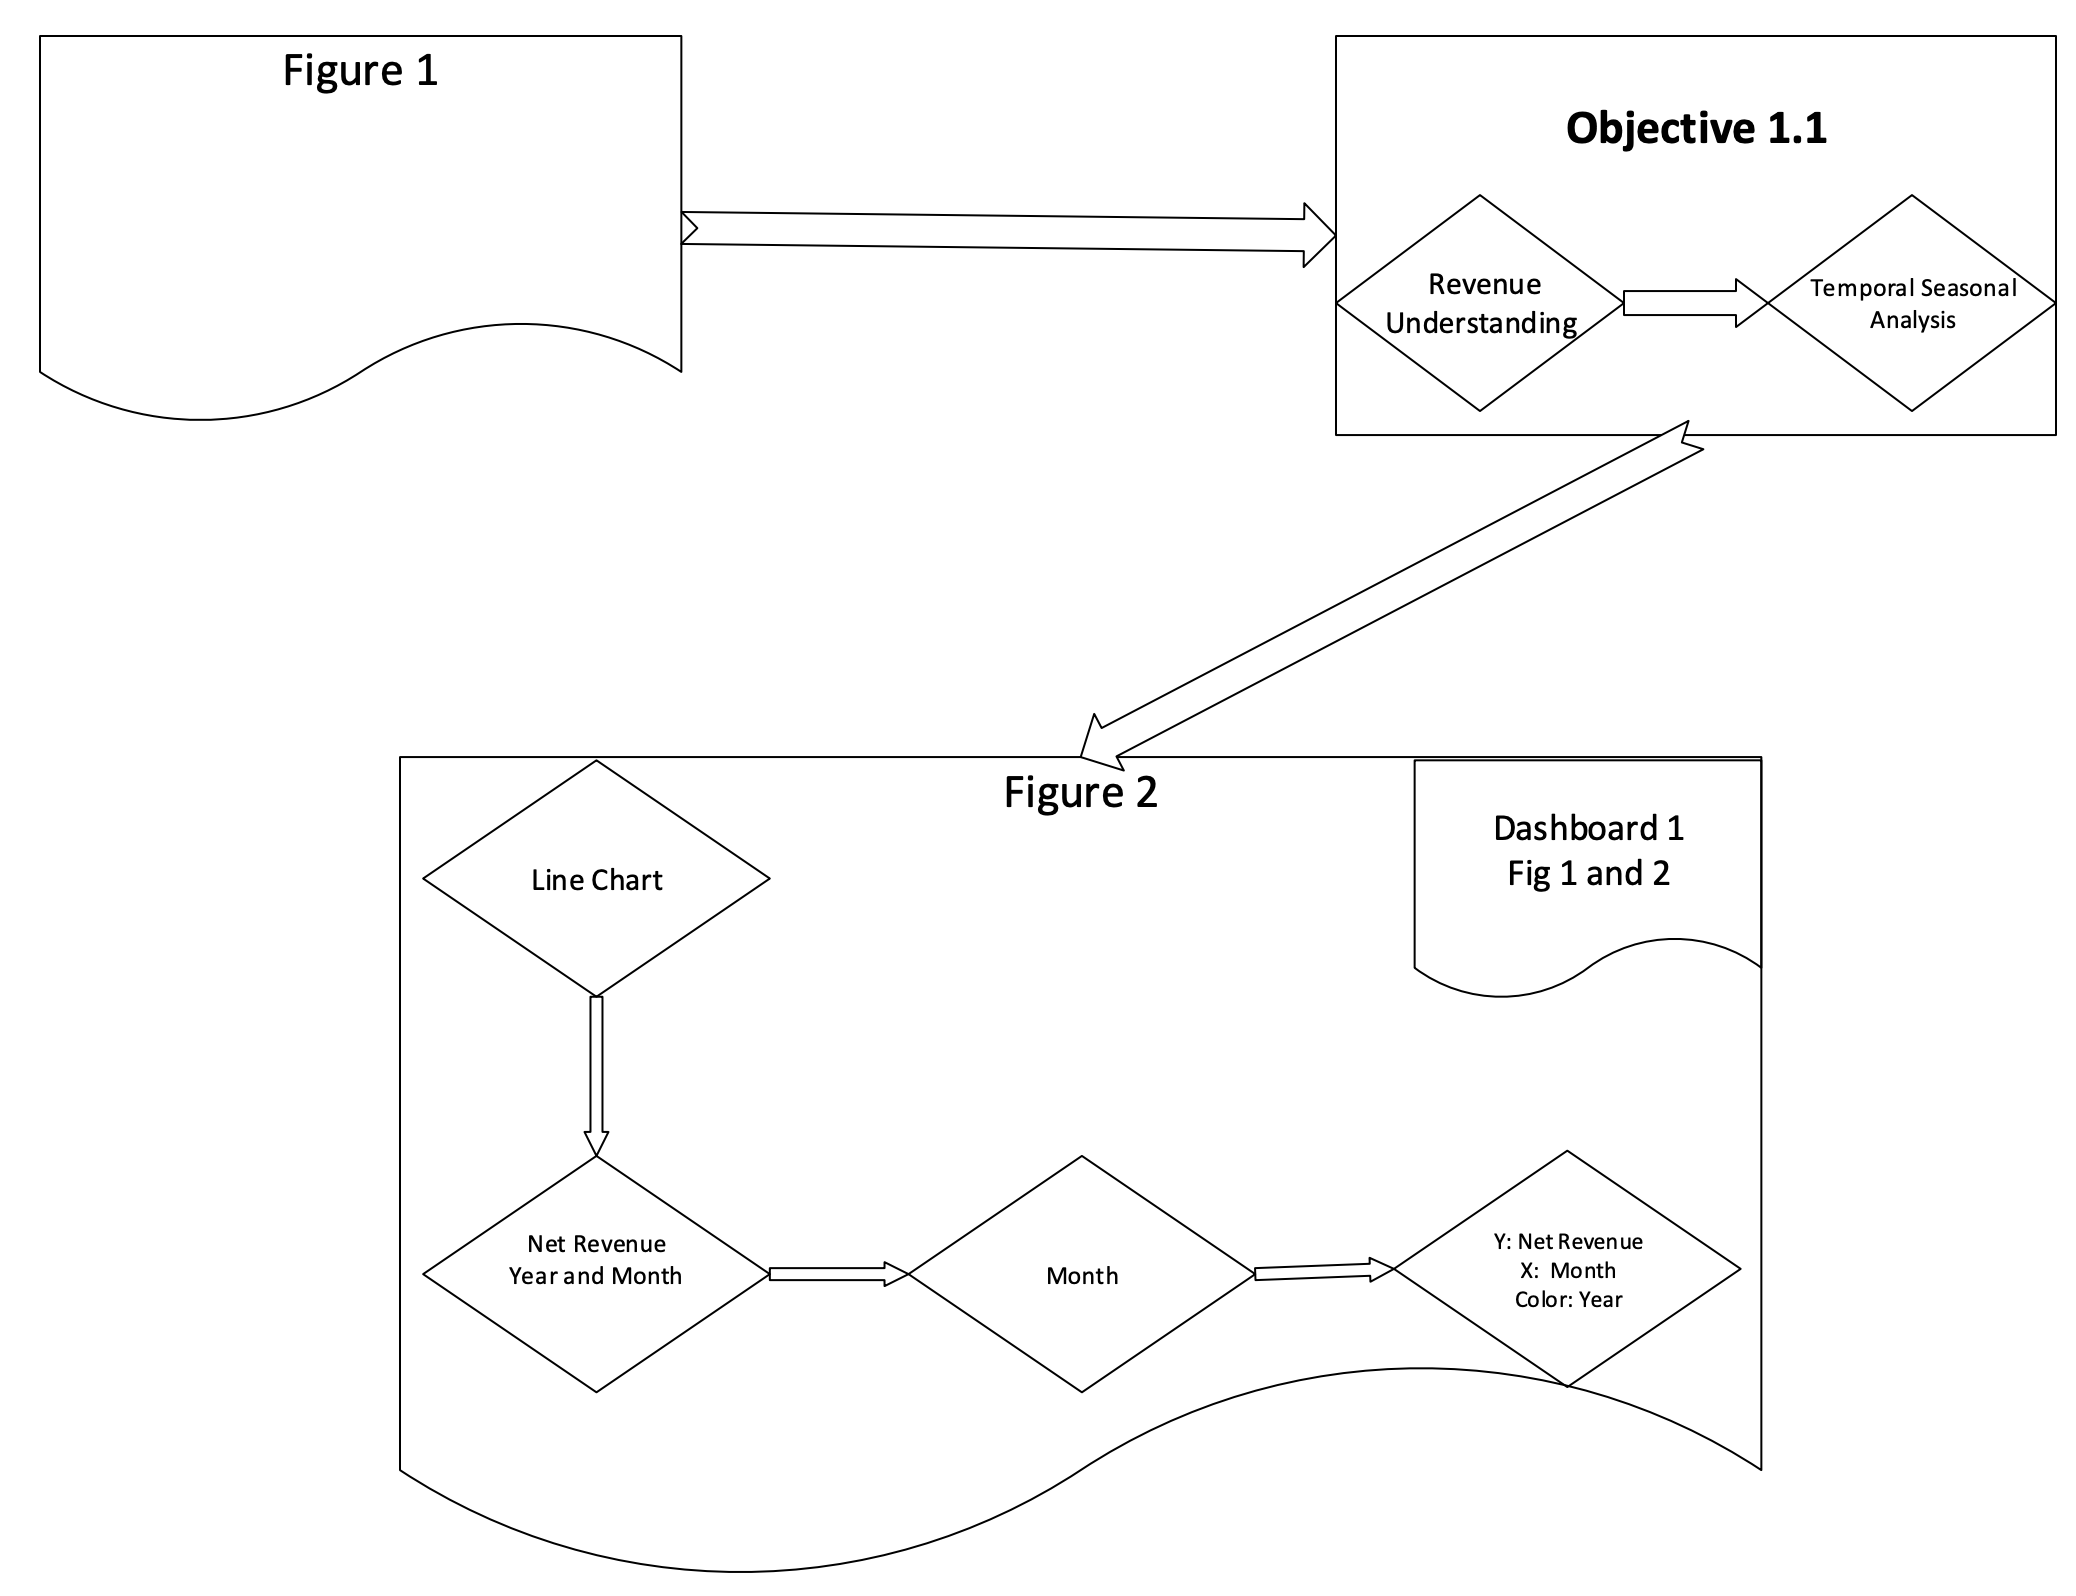 Figure 1
Objective 1.1
Revenue
Understanding
Temporal Seasonal
Analysis
Figure 2
Line Chart
Dashboard 1
Fig 1 and 2
Net Revenue
Year and Month
Month
Y: Net Revenue
X: Month
Color: Year